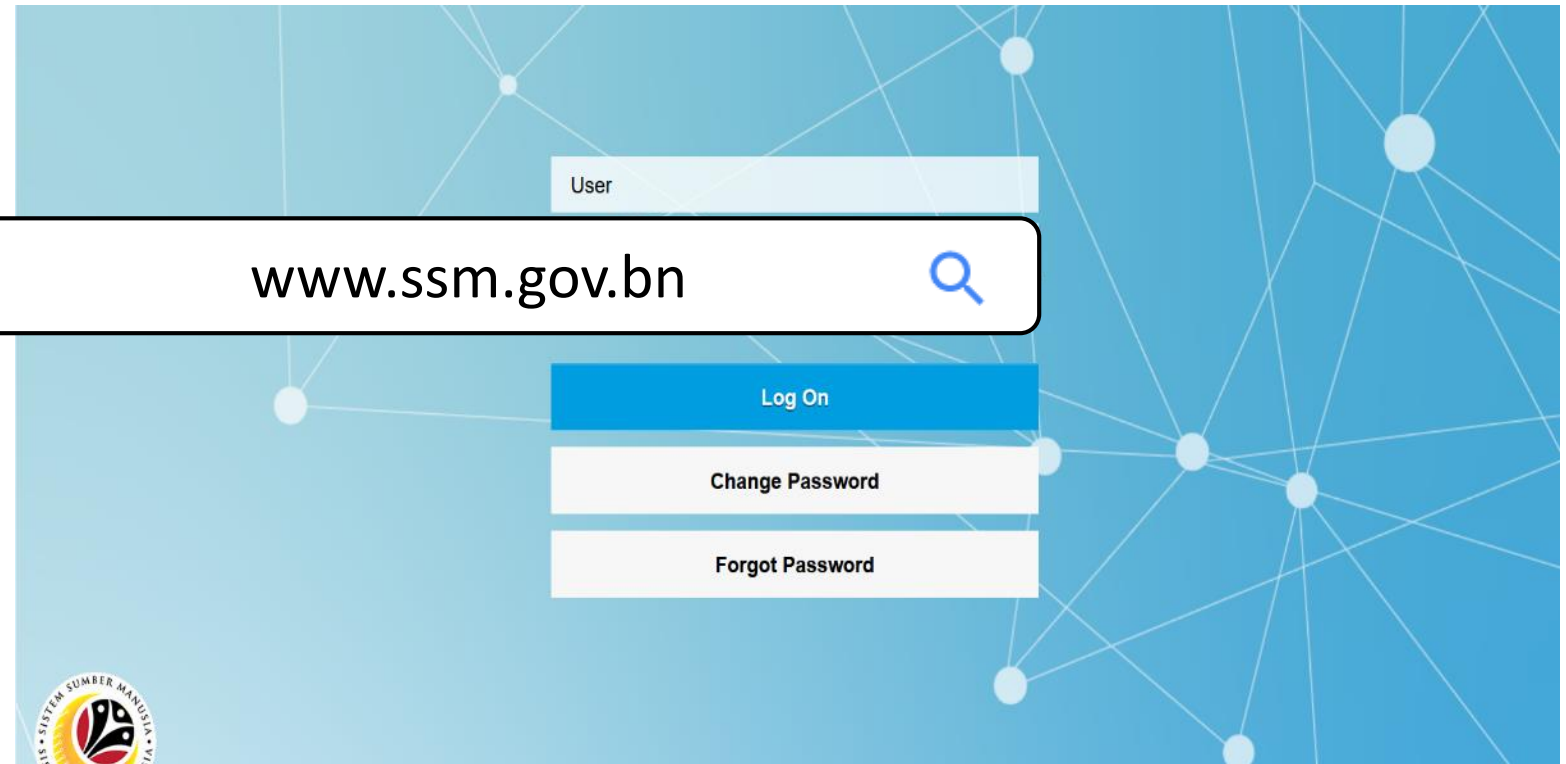 User
www.ssm.gov.bn
Log On
Change Password
Forgot Password
SISTEM SUMBER MANUSIA